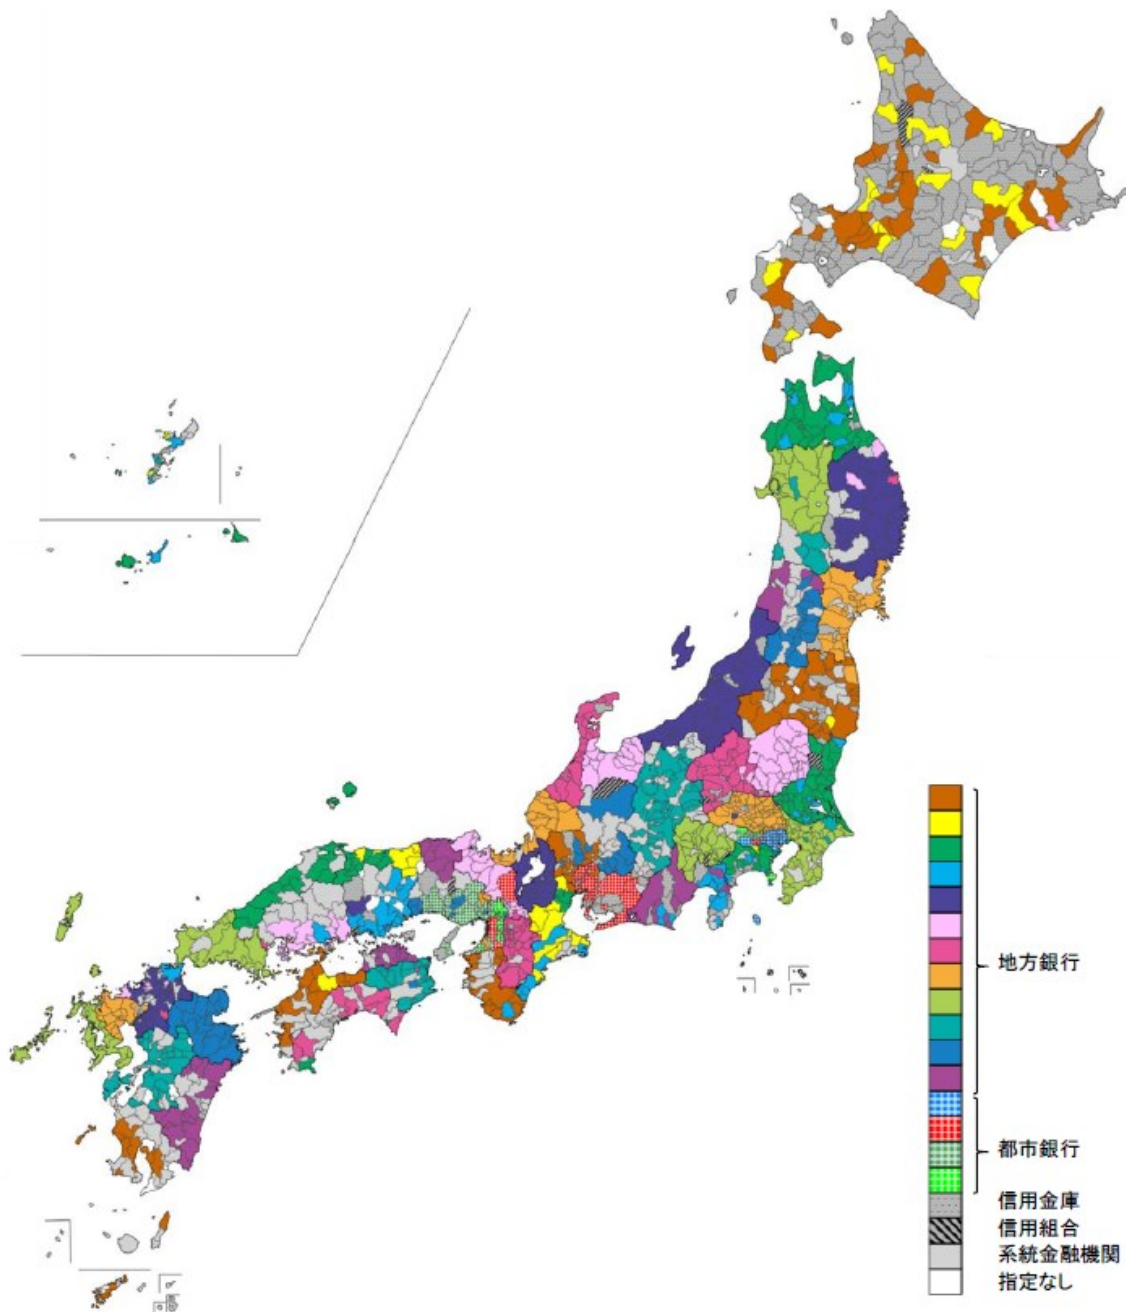 地方銀行
都市銀行
信用金庫
信用組合
系統金融機関
指定なし